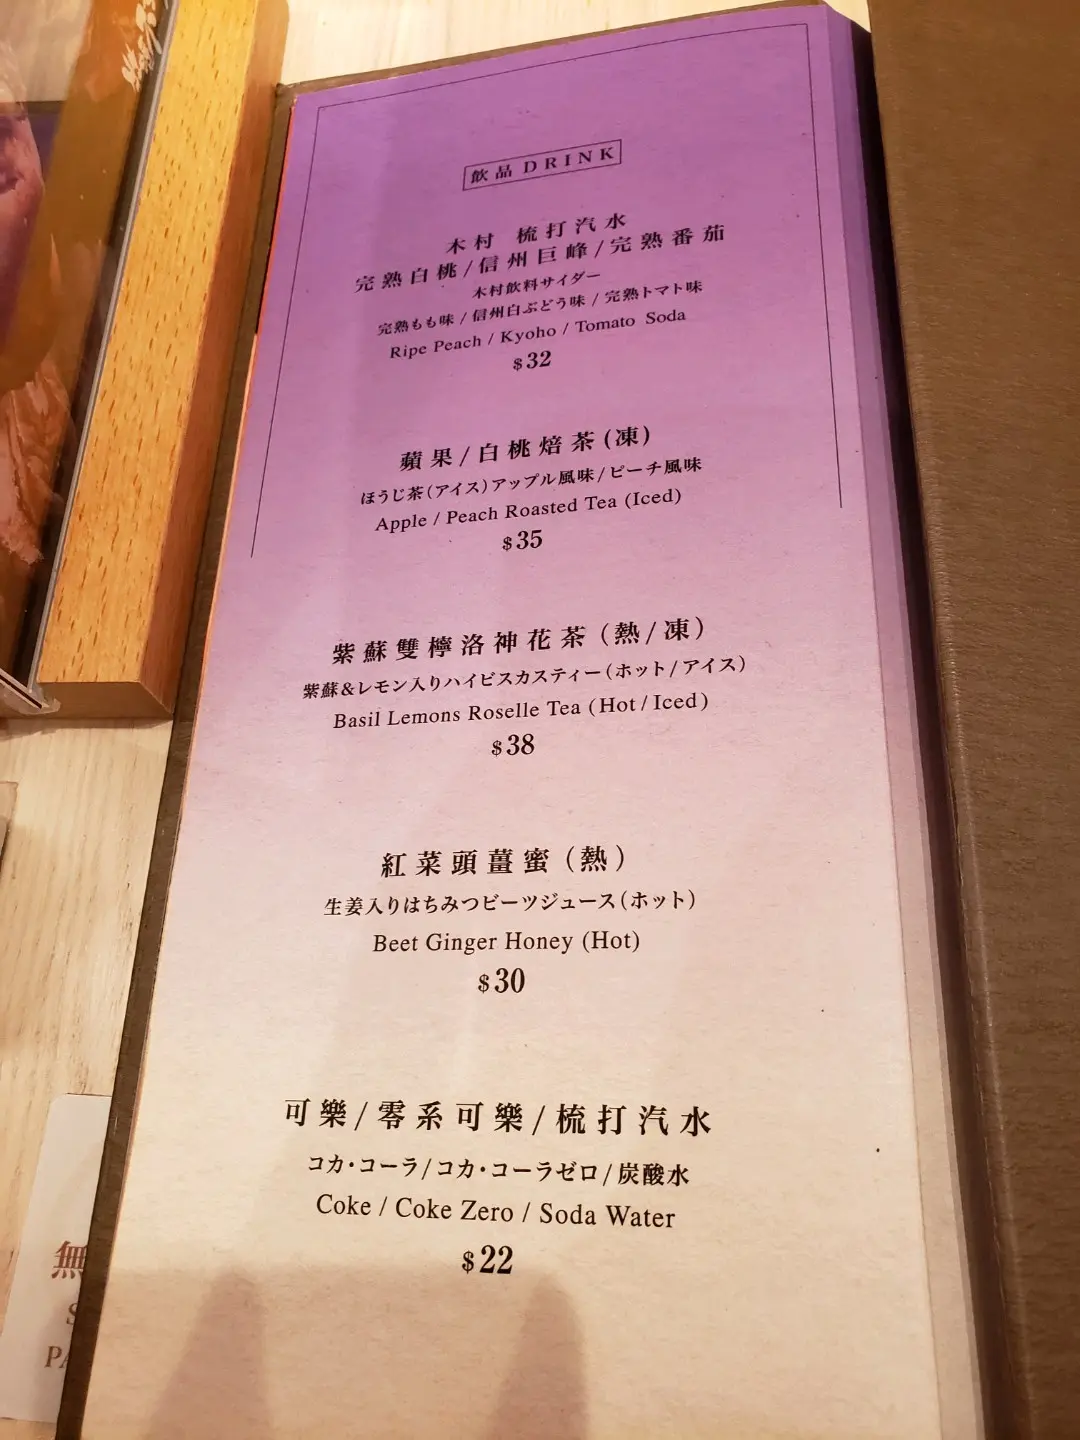 飲品 DRINK
木村 梳打汽水
完熟白桃/信州巨峰/完熟番茄
木村飲料サイダー
完熟もも味/信州白ぶどう味/完熟トマト味
Ripe Peach / Kyoho / Tomato Soda
$32
蘋果/白桃焙茶(凍)
ほうじ茶(アイス)アップル風味/ピーチ風味
Apple / Peach Roasted Tea (Iced)
$35
紫蘇雙檸洛神花茶(熱/凍)
紫蘇&レモン入りハイビスカスティー(ホット/アイス)
Basil Lemons Roselle Tea (Hot/Iced)
$38
紅菜頭薑蜜(熱)
生姜入りはちみつビーツジュース(ホット)
Beet Ginger Honey (Hot)
$30
可樂/零系可樂/梳打汽水
コカ・コーラ/コカ・コーラゼロ/炭酸水
Coke / Coke Zero / Soda Water
$22
無